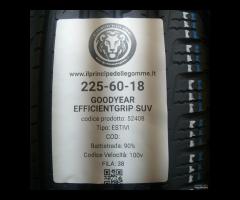 www.ilprincipedellegomme.it
225-60-18
GOODYEAR
EFFICIENTGRIP SUV
codice prodotto: 52408
Tipo: ESTIVI
COD:
Battistrada: 90%
Codice Velocità: 100v
FILA: 38